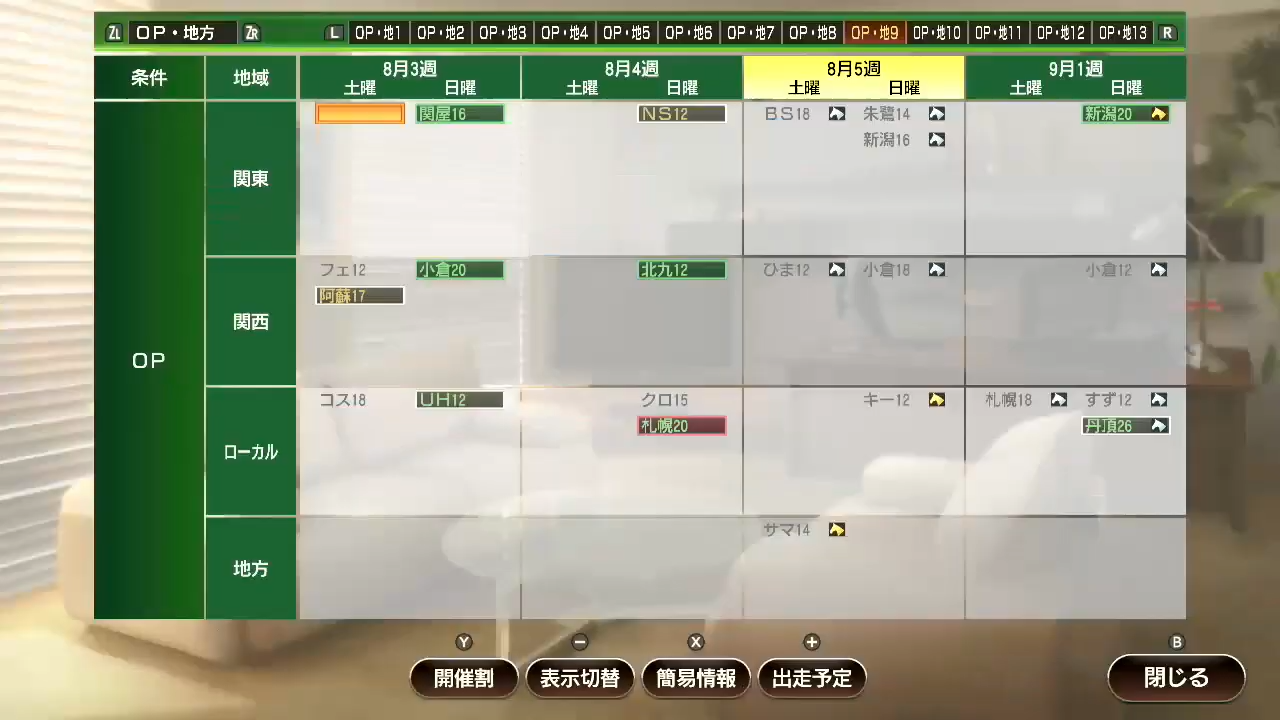 ZL OP・地方 ZR L OP・地1 OP・地2 OP・地3 OP・地4 OP・地5 OP・地6 OP・地7 OP・地8 OP・地9 OP・地10 OP・地11 OP・地12 OP・地13 R
条件 地域 8月3週 8月4週 8月5週 9月1週
土曜 日曜 土曜 日曜 土曜 日曜 土曜 日曜
関屋16 NS12 BS18 朱鷺14 新潟20
新潟16
関東
フェ12 小倉20 北九12 ひま12 小倉18 小倉12
阿蘇17
関西
OP
コス18 UH12 クロ15 キー12 札幌18 すず12
札幌20 丹頂26
ローカル
サマ14
地方
Y − X + B
開催割 表示切替 簡易情報 出走予定 閉じる